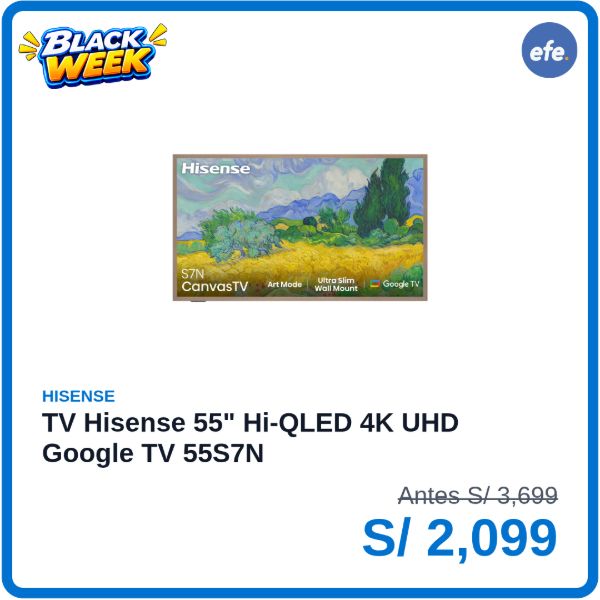 BLACK
WEEK
efe.
Hisense
S7N
CanvasTV
Art Mode
Ultra Slim
Wall Mount
Google TV
HISENSE
TV Hisense 55" Hi-QLED 4K UHD
Google TV 55S7N
Antes S/ 3,699
S/ 2,099